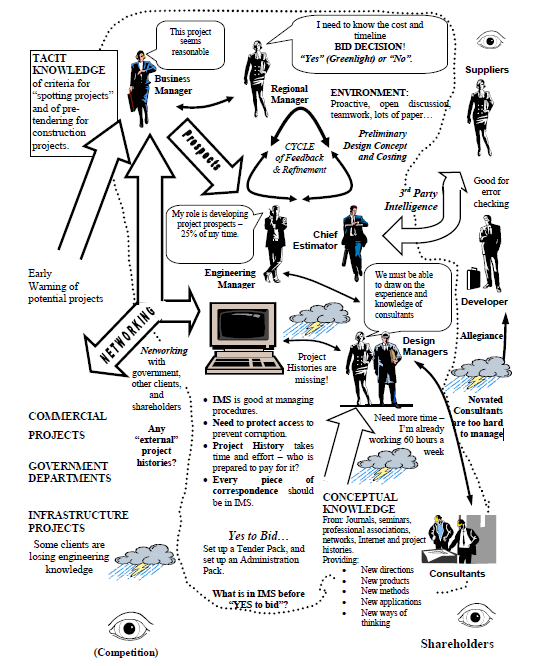 This project
seems
reasonable
I need to know the cost and
timeline
BID DECISION!
“Yes” (Greenlight) or “No”.
TACIT
KNOWLEDGE
of criteria for
“spotting projects”
and of pre-
tendering for
construction
projects.
Business
Manager
Regional
Manager
Suppliers
ENVIRONMENT:
Proactive, open discussion,
teamwork, lots of paper…
Preliminary
Design Concept
and Costing
Prospects
CYCLE
of Feedback
& Refinement
3rd Party
Intelligence
Good for
error
checking
My role is developing
project prospects –
25% of my time.
Chief
Estimator
Engineering
Manager
We must be able
to draw on the
experience and
knowledge of
consultants
Developer
Early
Warning of
potential projects
NETWORKING
Networking
with
government,
other clients,
and
shareholders
Any
“external”
project
histories?
Project
Histories are
missing!
Design
Managers
Allegiance
Novated
Consultants
are too hard
to manage
COMMERCIAL
PROJECTS
GOVERNMENT
DEPARTMENTS
INFRASTRUCTURE
PROJECTS
Some clients are
losing engineering
knowledge
• IMS is good at managing
procedures.
• Need to protect access to
prevent corruption.
• Project History takes
time and effort – who is
prepared to pay for it?
• Every piece of
correspondence should
be in IMS.
Need more time –
I’m already
working 60 hours a
week
Yes to Bid…
Set up a Tender Pack, and
set up an Administration
Pack.
What is in IMS before
“YES to bid”?
CONCEPTUAL
KNOWLEDGE
From: Journals, seminars,
professional associations,
networks, Internet and project
histories.
Providing:
• New directions
• New products
• New methods
• New applications
• New ways of
thinking
Consultants
(Competition)
Shareholders